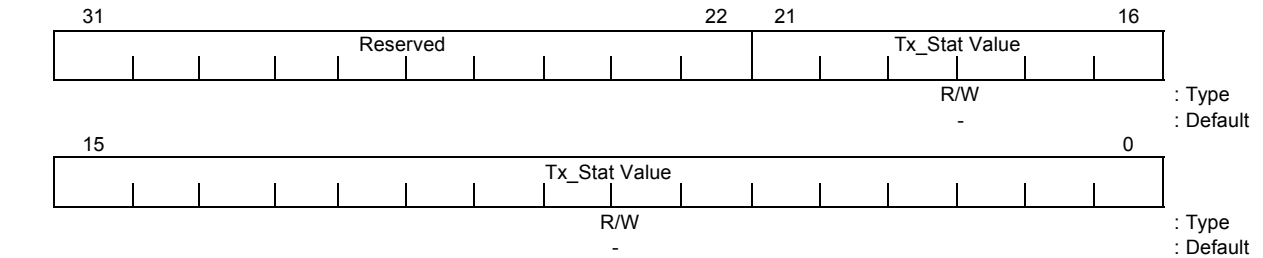 31 22 21 16
Reserved Tx_Stat Value
R/W : Type
- : Default
15 0
Tx_Stat Value
R/W : Type
- : Default